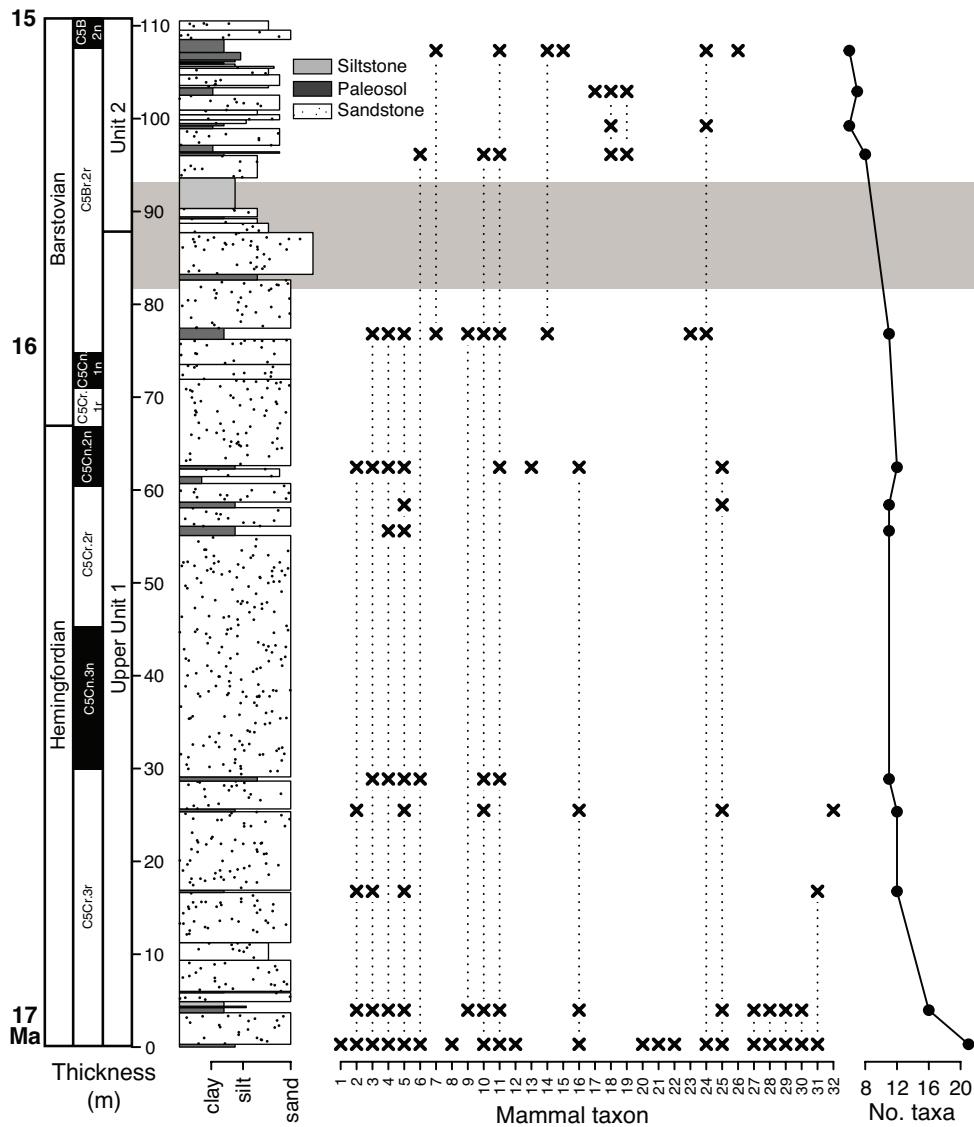 15
16
17
Ma
Barstovian
Hemingfordian
C5B
2n
C5Br.2r
C5Cn.
1n
C5Cr.
1r
C5Cn.2n
C5Cr.2r
C5Cn.3n
C5Cr.3r
Unit 2
Upper Unit 1
110
100
90
80
70
60
50
40
30
20
10
0
Siltstone
Paleosol
Sandstone
Thickness
(m)
clay
silt
sand
1 2 3 4 5 6 7 8 9 10 11 12 13 14 15 16 17 18 19 20 21 22 23 24 25 26 27 28 29 30 31 32
Mammal taxon
8 12 16 20
No. taxa